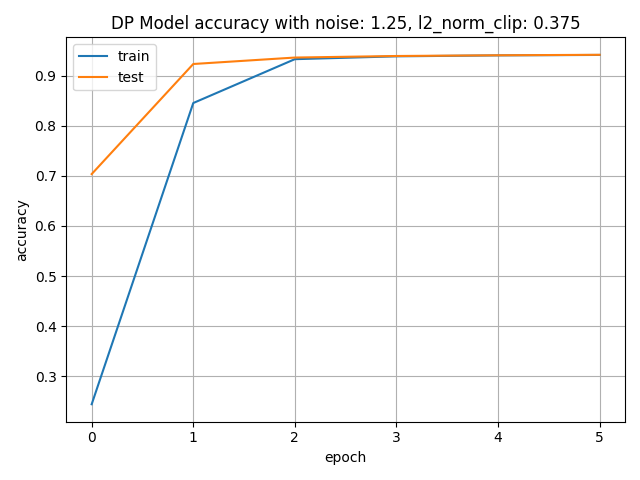 DP Model accuracy with noise: 1.25, l2_norm_clip: 0.375
train
test
accuracy
0.9
0.8
0.7
0.6
0.5
0.4
0.3
0 1 2 3 4 5
epoch